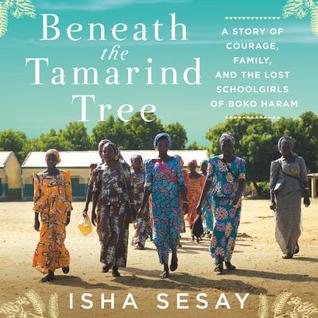 Beneath
the
Tamarind
Tree
A STORY OF
COURAGE,
FAMILY,
AND THE LOST
SCHOOLGIRLS
OF BOKO HARAM
ISHA SESAY